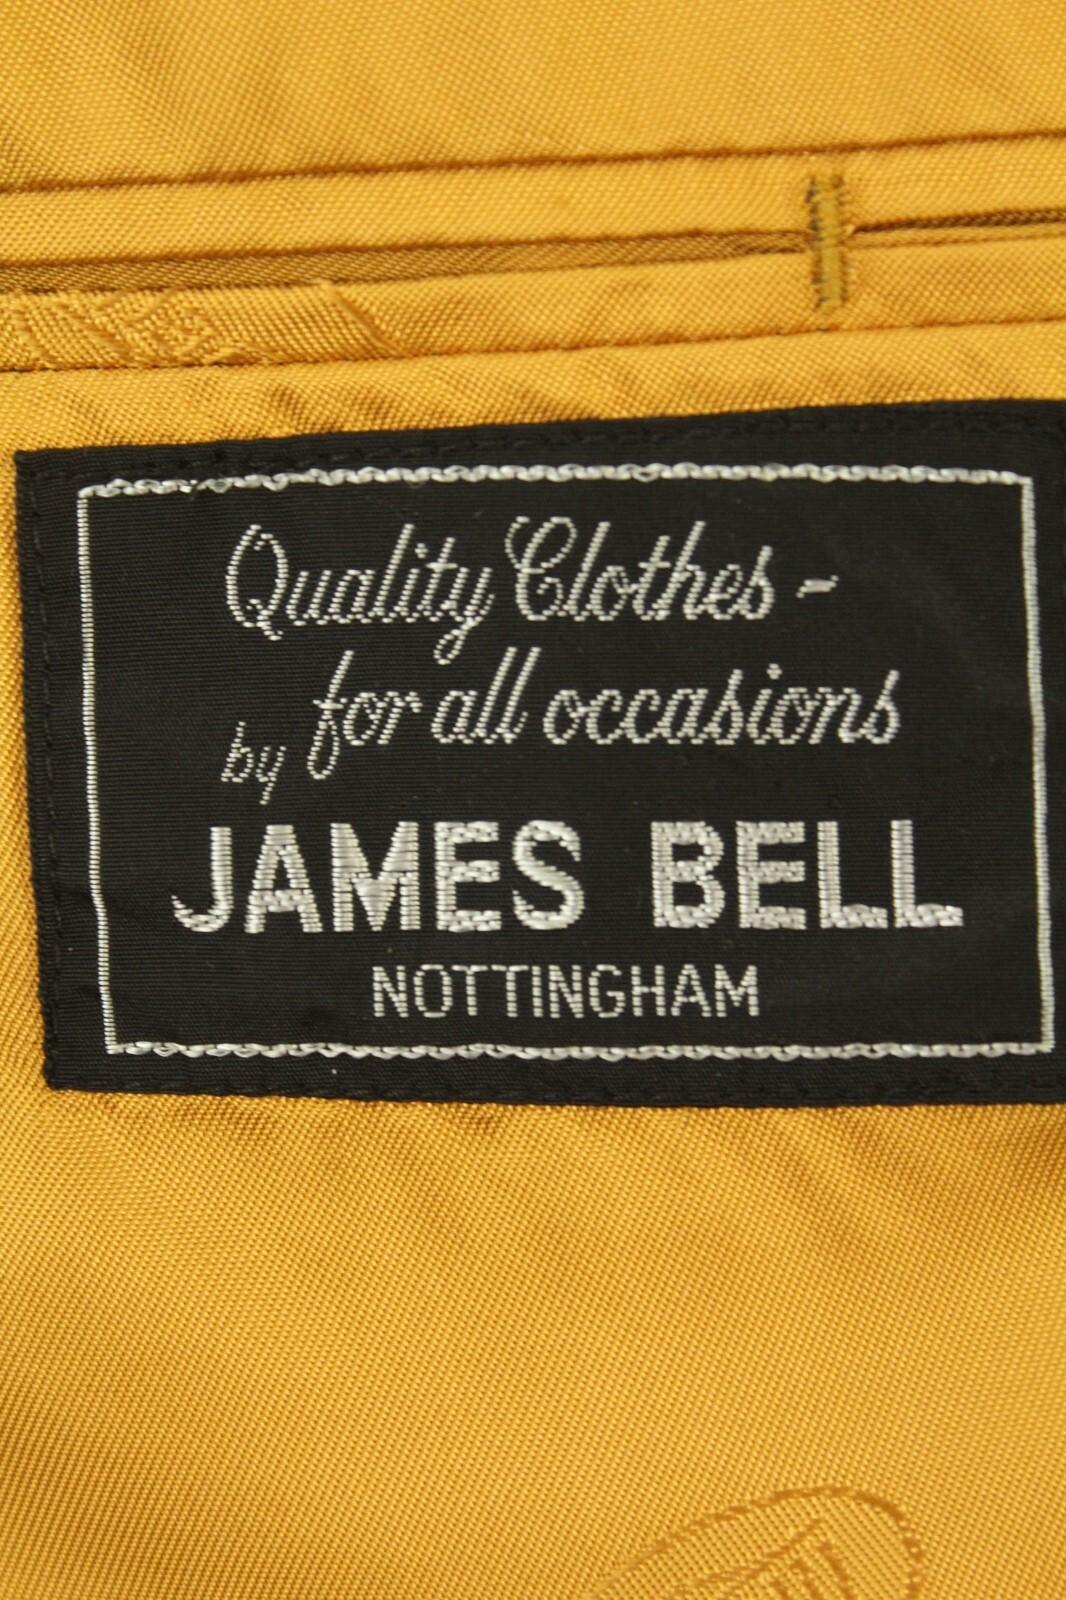 Quality Clothes -
for all occasions
by
JAMES BELL
NOTTINGHAM